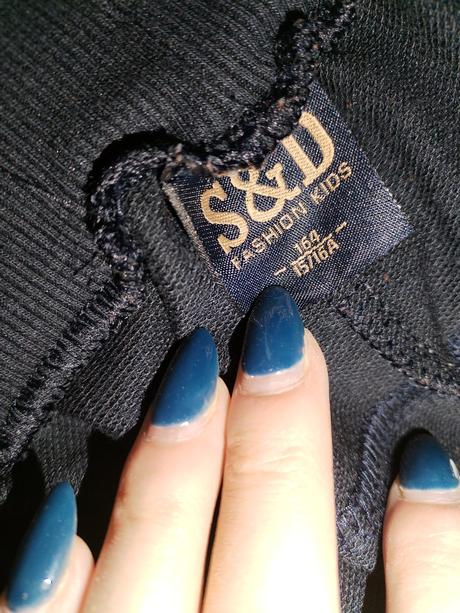 S&D
FASHION KIDS
164
- 15/16A -